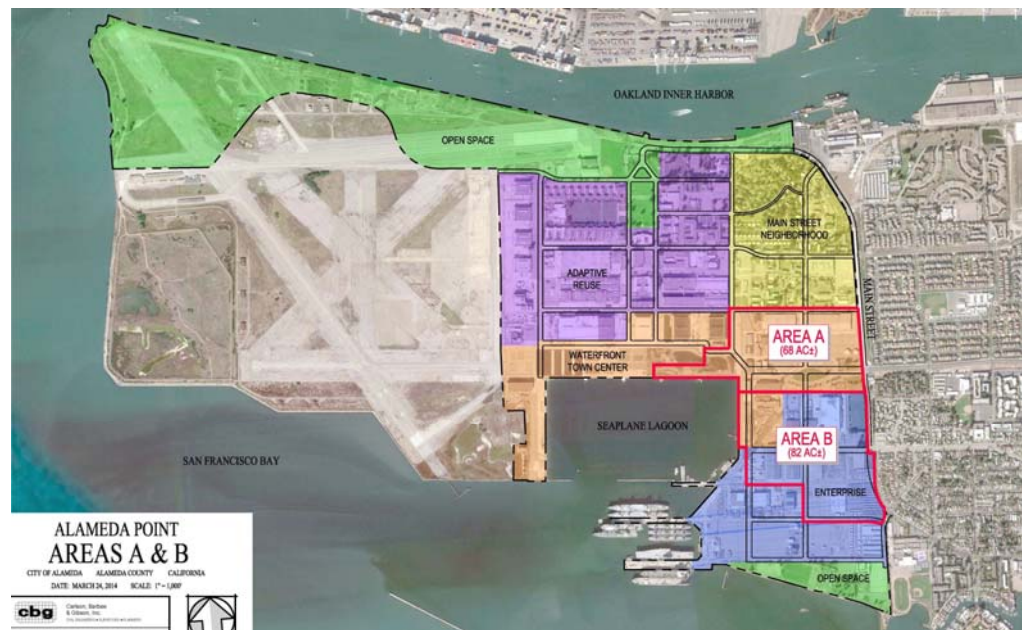 OAKLAND INNER HARBOR
OPEN SPACE
MAIN STREET
NEIGHBORHOOD
ADAPTIVE
REUSE
MAIN STREET
AREA A
(68 AC±)
WATERFRONT
TOWN CENTER
SEAPLANE LAGOON
AREA B
(82 AC±)
SAN FRANCISCO BAY
ENTERPRISE
OPEN SPACE
ALAMEDA POINT
AREAS A & B
CITY OF ALAMEDA ALAMEDA COUNTY CALIFORNIA
DATE: MARCH 24, 2014 SCALE: 1" = 1,000'
cbg
Carlson, Barbee
& Gibson, Inc.